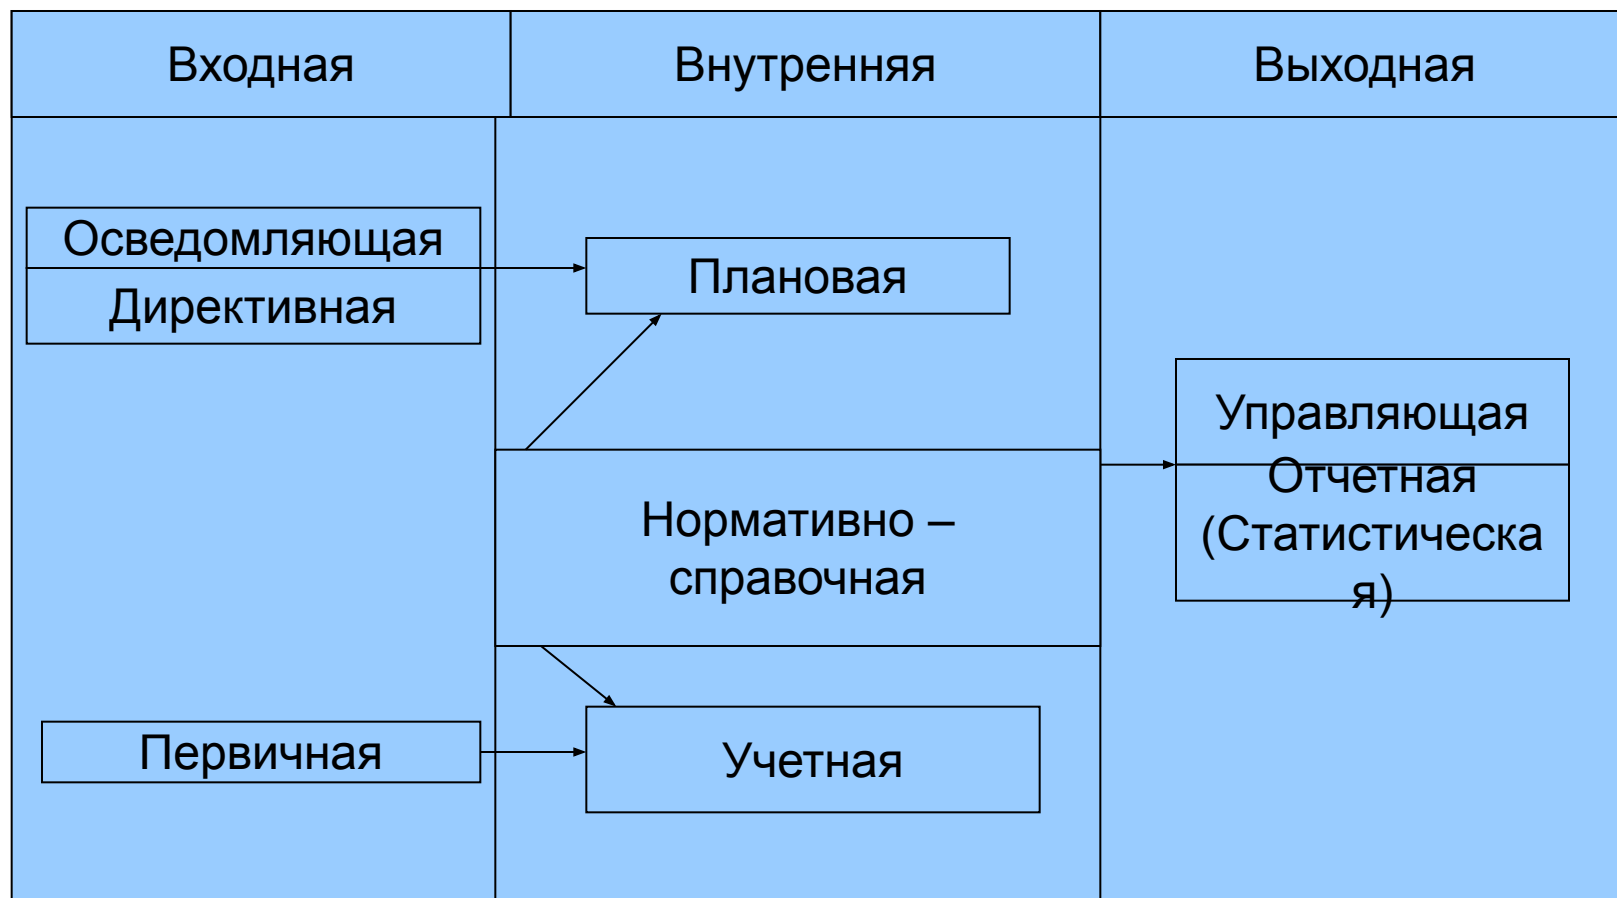 Входная
Внутренняя
Выходная
Осведомляющая
Директивная
Плановая
Нормативно –
справочная
Первичная
Учетная
Управляющая
Отчетная
(Статистическа
я)